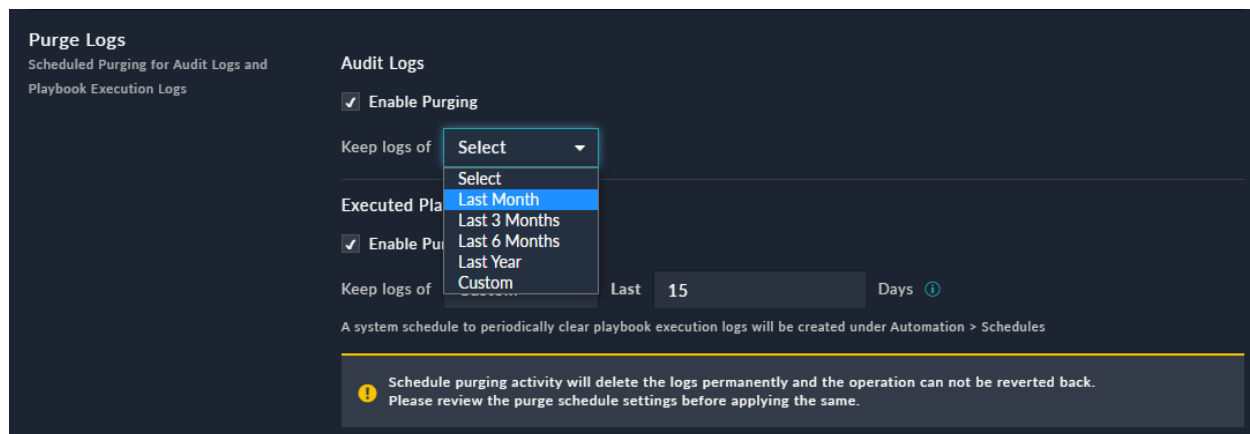 Purge Logs
Scheduled Purging for Audit Logs and
Playbook Execution Logs
Audit Logs
Enable Purging
Keep logs of Select
Select
Last Month
Last 3 Months
Last 6 Months
Last Year
Custom
Executed Pla
Enable Pu
Keep logs of Last 15 Days
A system schedule to periodically clear playbook execution logs will be created under Automation > Schedules
Schedule purging activity will delete the logs permanently and the operation can not be reverted back.
Please review the purge schedule settings before applying the same.